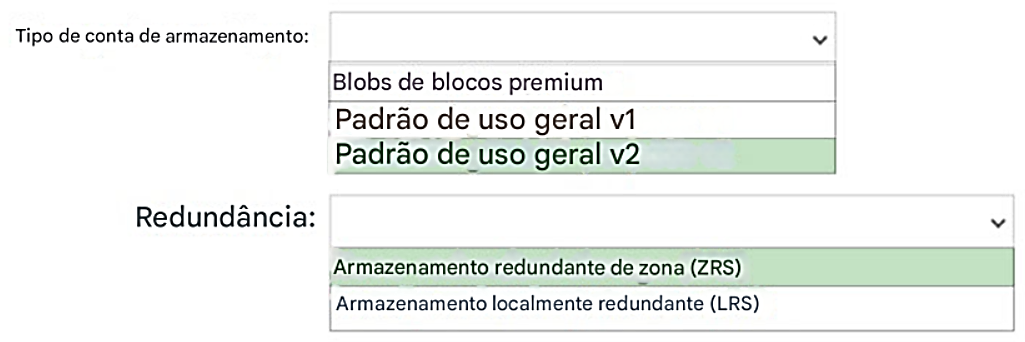 Tipo de conta de armazenamento:
Blobs de blocos premium
Padrão de uso geral v1
Padrão de uso geral v2
Redundância:
Armazenamento redundante de zona (ZRS)
Armazenamento localmente redundante (LRS)